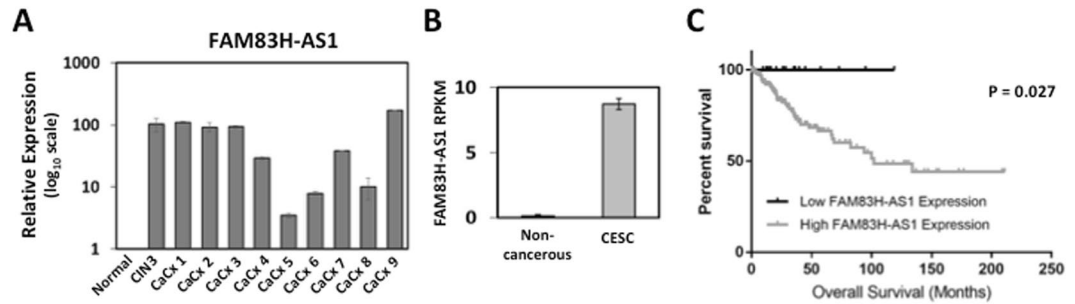 A
FAM83H-AS1
Relative Expression
(log10 scale)
1000
100
10
1
Normal
CIN3
CaCx 1
CaCx 2
CaCx 3
CaCx 4
CaCx 5
CaCx 6
CaCx 7
CaCx 8
CaCx 9
B
FAM83H-AS1 RPKM
10
5
0
Non-
cancerous
CESC
C
Percent survival
100
50
0
P = 0.027
Low FAM83H-AS1 Expression
High FAM83H-AS1 Expression
0 50 100 150 200 250
Overall Survival (Months)